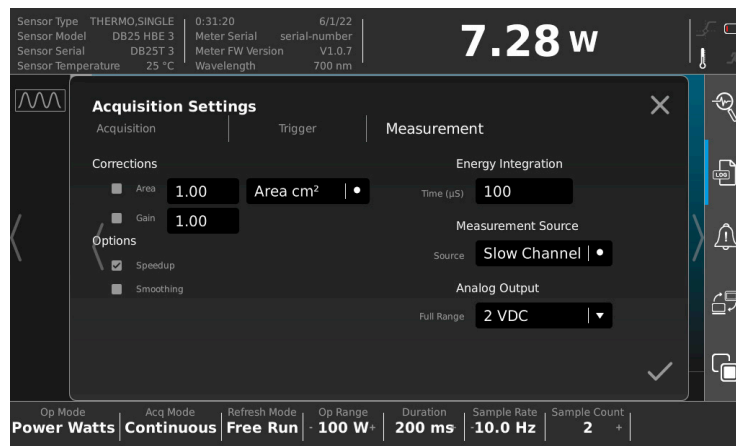 Sensor Type THERMO,SINGLE 0:31:20 6/1/22
Sensor Model DB25 HBE 3 Meter Serial serial-number
Sensor Serial DB25T 3 Meter FW Version V1.0.7
Sensor Temperature 25 °C Wavelength 700 nm
7.28 W
Acquisition Settings
Acquisition Trigger Measurement
Corrections Energy Integration
Area 1.00 Area cm² Time (µS) 100
Gain 1.00 Measurement Source
Options Source Slow Channel
Speedup
Smoothing Analog Output
Full Range 2 VDC
LOG
Op Mode Acq Mode Refresh Mode Op Range Duration Sample Rate Sample Count
Power Watts Continuous Free Run - 100 W + 200 ms - 10.0 Hz 2 +